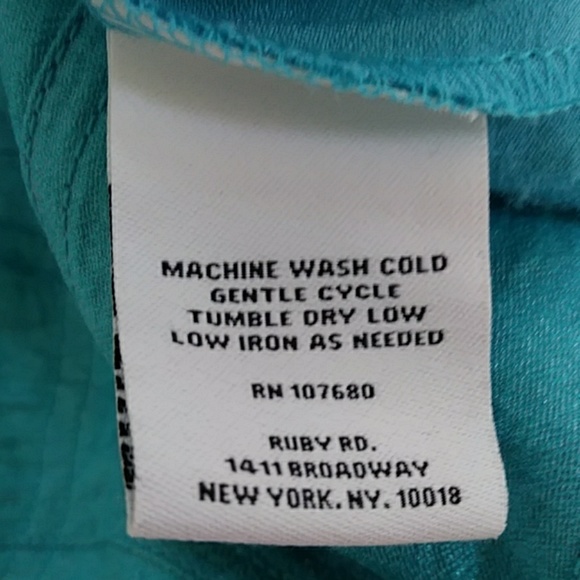 MACHINE WASH COLD
GENTLE CYCLE
TUMBLE DRY LOW
LOW IRON AS NEEDED
RN 107680
RUBY RD.
1411 BROADWAY
NEW YORK. NY. 10018